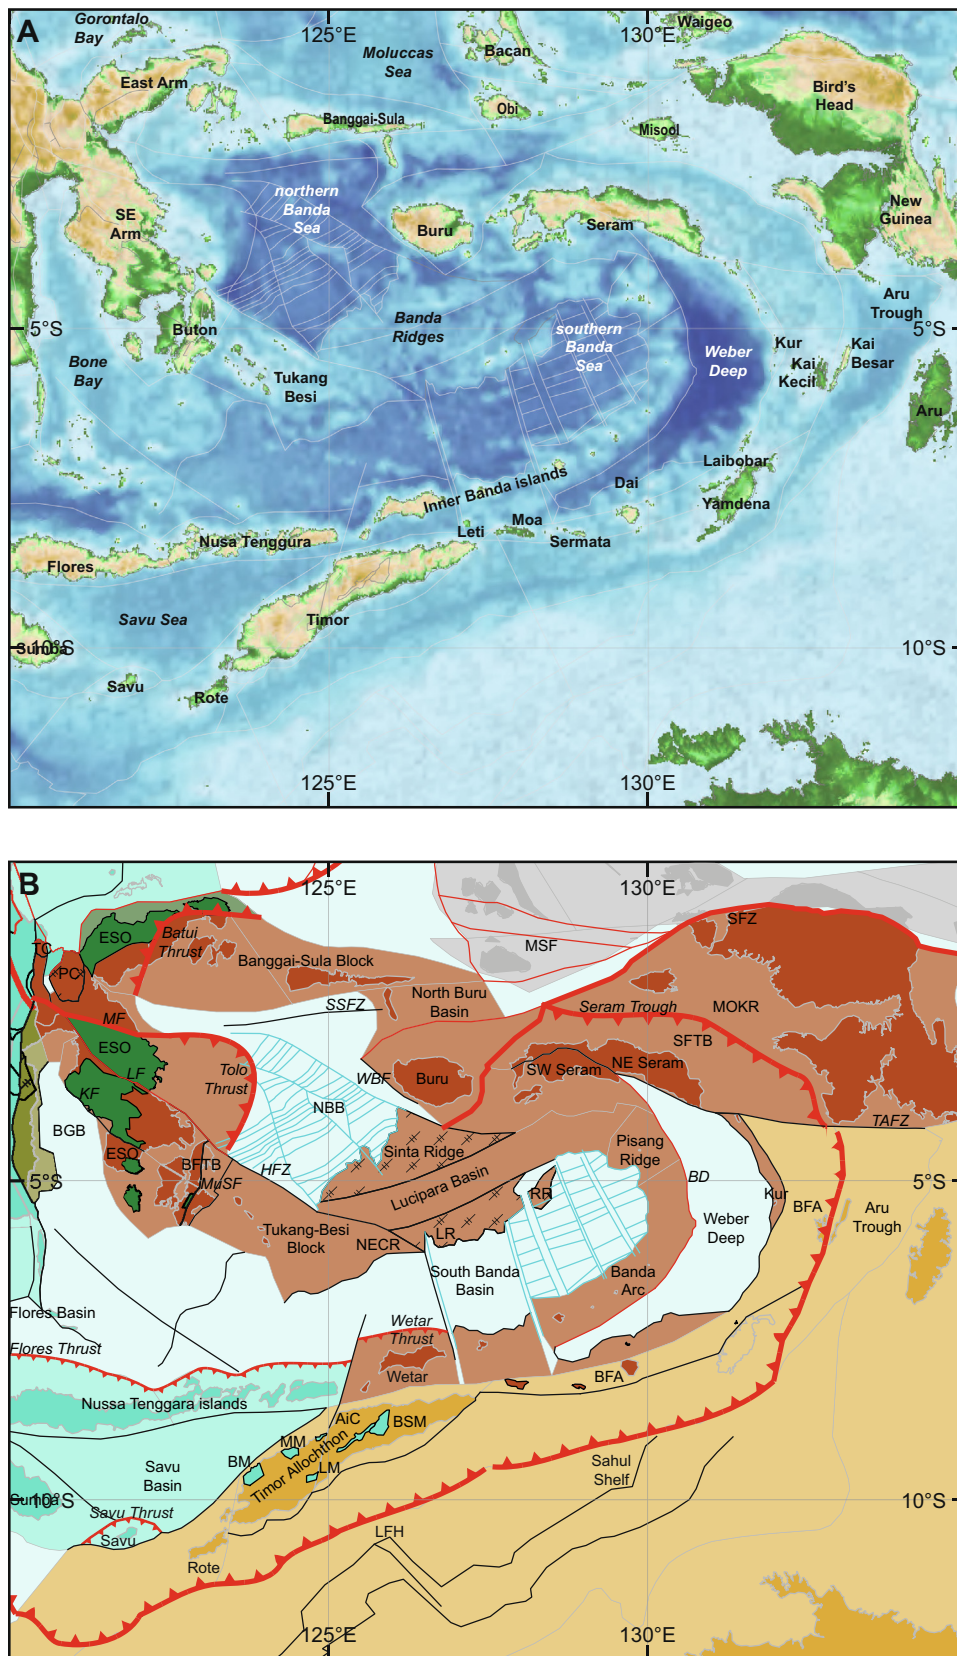 A
Gorontalo
Bay
125°E
130°E
Waigeo
Moluccas
Sea
Bacan
East Arm
Bird's
Head
Obi
Banggai-Sula
Misool
northern
Banda
Sea
SE
Arm
Buru
Seram
New
Guinea
Aru
Trough
Banda
Ridges
southern
Banda
Sea
5°S
5°S
Buton
Weber
Deep
Kur
Kai
Besar
Kai
Kecil
Bone
Bay
Tukang
Besi
Aru
Laibobar
Inner Banda islands
Dai
Yamdena
Moa
Leti
Sermata
Nusa Tenggura
Flores
Savu Sea
Timor
Sumba
10°S
10°S
Savu
Rote
125°E
130°E
B
125°E
130°E
SFZ
ESO
Batui
Thrust
MSF
TC
PC
Banggai-Sula Block
North Buru
Basin
SSFZ
Seram Trough
MOKR
MF
SFTB
ESO
LF
Tolo
Thrust
WBF
Buru
SW Seram
NE Seram
KF
NBB
TAFZ
BGB
ESO
BFTB
HFZ
Sinta Ridge
Pisang
Ridge
MuSF
Lucipara Basin
BD
5°S
5°S
RR
Kur
BFA
Aru
Trough
Tukang-Besi
Block
NECR
LR
Weber
Deep
South Banda
Basin
Banda
Arc
Flores Basin
Wetar
Thrust
Flores Thrust
Wetar
BFA
Nussa Tenggara islands
AiC
BSM
MM
BM
LM
Timor Allochthon
Savu
Basin
Sahul
Shelf
Sumba
10°S
10°S
Savu Thrust
Savu
LFH
Rote
125°E
130°E